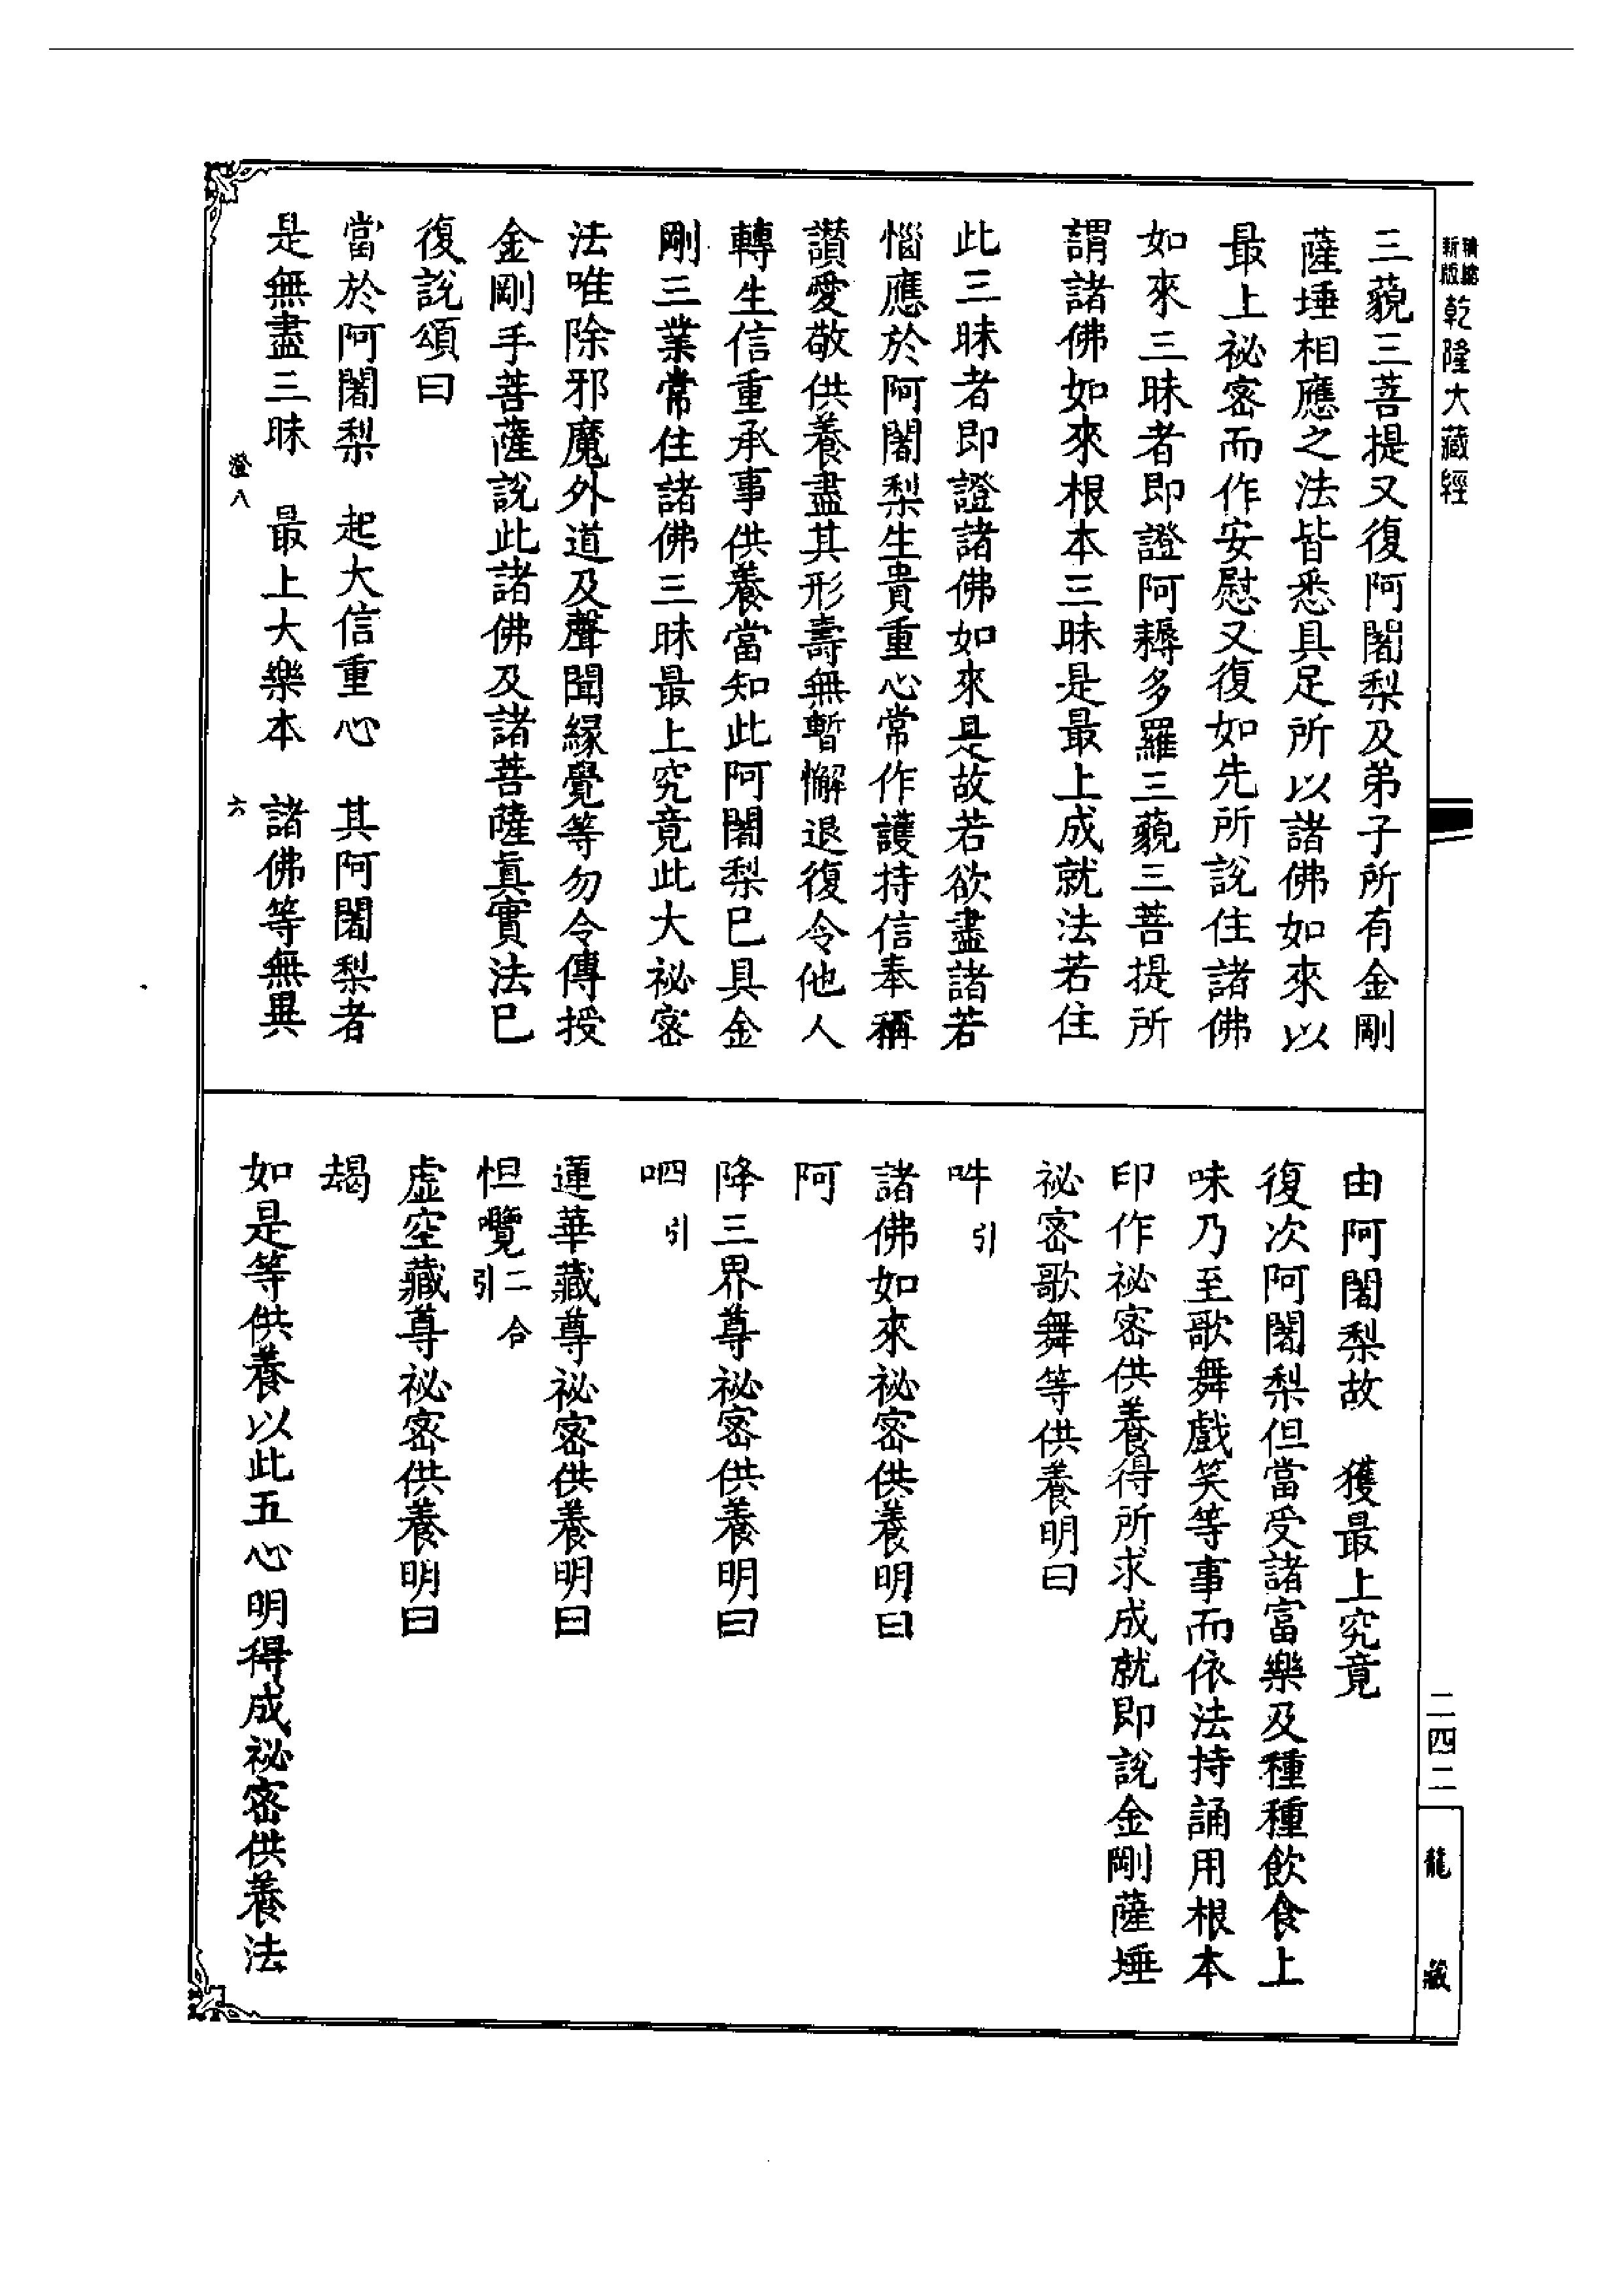 精縮
新版
乾隆大藏經
三藐三菩提又復阿闍梨及弟子所有金剛
薩埵相應之法皆悉具足所以諸佛如來以
最上祕密而作安慰又復如先所說住諸佛
如來三昧者即證阿耨多羅三藐三菩提所
謂諸佛如來根本三昧是最上成就法若住
此三昧者即證諸佛如來是故若欲盡諸若
惱應於阿闍梨生貴重心常作護持信奉稱
讚愛敬供養盡其形壽無暫懈退復令他人
轉生信重承事供養當知此阿闍梨巳具金
剛三業常住諸佛三昧最上究竟此大祕密
法唯除邪魔外道及聲聞緣覺等勿令傳授
金剛手菩薩說此諸佛及諸菩薩眞實法巳
復說頌曰
當於阿闍梨　起大信重心　其阿闍梨者
是無盡三昧　最上大樂本　諸佛等無異
澄八　六
由阿闍梨故　獲最上究竟
復次阿闍梨但當受諸富樂及種種飲食上
味乃至歌舞戲笑等事而依法持誦用根本
印作祕密供養得所求成就即說金剛薩埵
祕密歌舞等供養明曰
吽引
諸佛如來祕密供養明曰
阿
降三界尊祕密供養明曰
呬引
蓮華藏尊祕密供養明曰
怛囕二合引
虛空藏尊祕密供養明曰
朅
如是等供養以此五心明得成祕密供養法
二四二
龍藏